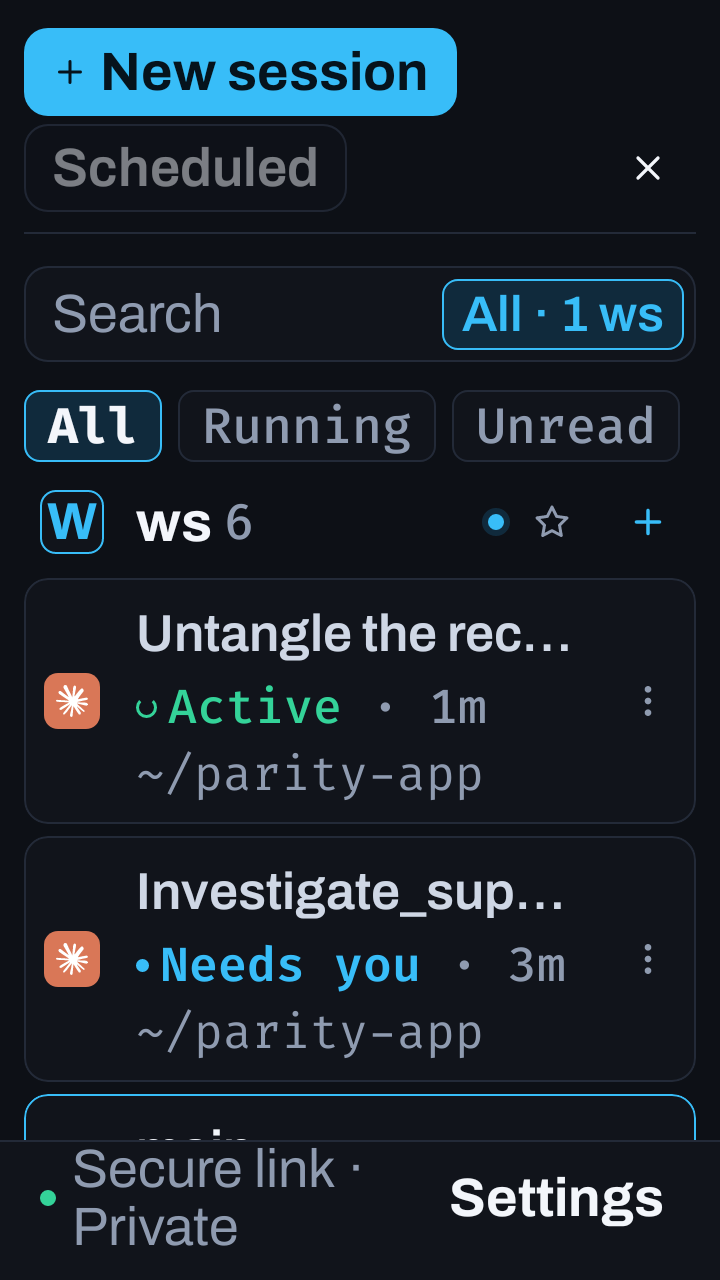 + New session
Scheduled
Search
All · 1 ws
All
Running
Unread
W
ws 6
Untangle the rec...
Active · 1m
~/parity-app
Investigate_sup...
Needs you · 3m
~/parity-app
main
Secure link ·
Private
Settings